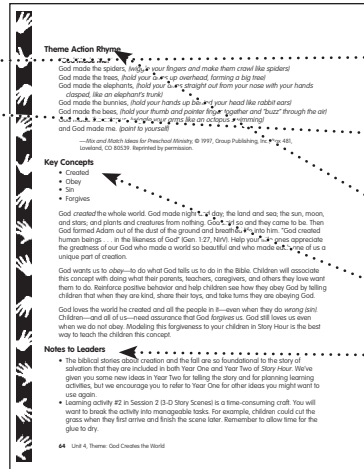 Theme Action Rhyme
God made the spiders, (wiggle your fingers and make them crawl like spiders)
God made the trees, (hold your arms up overhead, forming a big tree)
God made the elephants, (hold your arms straight out from your nose with your hands
clasped, like an elephant's trunk)
God made the bunnies, (hold your hands up beside your head like rabbit ears)
God made the bees, (hold your thumb and pointer finger together and "buzz" through the air)
your arms like an octopus swimming)
and God made me. (point to yourself)
—Mix and Match Ideas for Preschool Ministry, © 1997, Group Publishing, Inc., Box 481,
Loveland, CO 80539. Reprinted by permission.
Key Concepts
• Created
• Obey
• Sin
• Forgives
God created the whole world. God made night and day; the land and sea; the sun, moon,
and stars; and plants and creatures from nothing. God said so and they came to be. Then
God formed Adam out of the dust of the ground and breathed life into him. "God created
human beings . . . in the likeness of God" (Gen. 1:27, NIrV). Help your young ones appreciate
the greatness of our God who made a world so beautiful and who made each one of us a
unique part of creation.
God wants us to obey—to do what God tells us to do in the Bible. Children will associate
this concept with doing what their parents, teachers, caregivers, and others they love want
them to do. Reinforce positive behavior and help children see how they obey God by telling
children that when they are kind, share their toys, and take turns they are obeying God.
God loves the world he created and all the people in it—even when they do wrong (sin).
Children—and all of us—need assurance that God forgives us. God still loves us even
when we do not obey. Modeling this forgiveness to your children in Story Hour is the best
way to teach the children this concept.
Notes to Leaders
• The biblical stories about creation and the fall are so foundational to the story of
salvation that they are included in both Year One and Year Two of Story Hour. We've
given you some new ideas in Year Two for telling the story and for planning learning
activities, but we encourage you to refer to Year One for other ideas you might want to
use again.
• Learning activity #2 in Session 2 (3-D Story Scenes) is a time-consuming craft. You will
want to break the activity into manageable tasks. For example, children could cut the
grass when they first arrive and finish the scene later. Remember to allow time for the
glue to dry.
64 Unit 4, Theme: God Creates the World